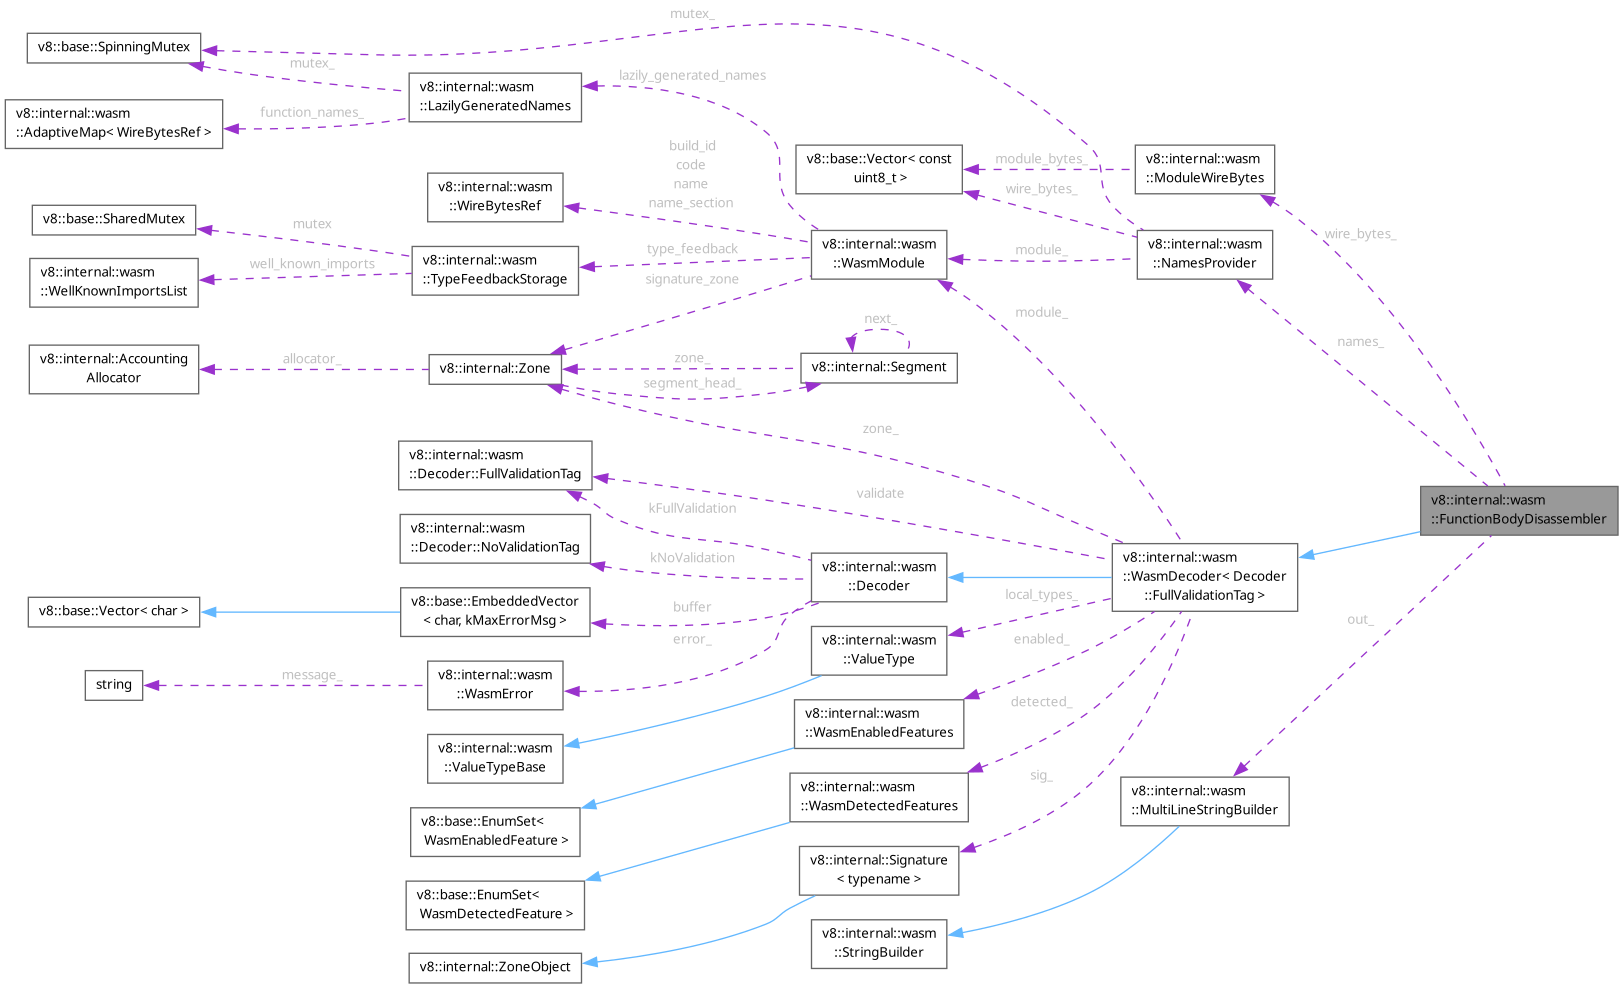 mutex_
v8::base::SpinningMutex
mutex_
lazily_generated_names
v8::internal::wasm
::LazilyGeneratedNames
function_names_
v8::internal::wasm
::AdaptiveMap< WireBytesRef >
build_id
code
name
name_section
v8::base::Vector< const
uint8_t >
module_bytes_
v8::internal::wasm
::ModuleWireBytes
wire_bytes_
v8::internal::wasm
::WireBytesRef
v8::base::SharedMutex
mutex
wire_bytes_
v8::internal::wasm
::TypeFeedbackStorage
type_feedback
v8::internal::wasm
::WasmModule
module_
v8::internal::wasm
::NamesProvider
well_known_imports
v8::internal::wasm
::WellKnownImportsList
signature_zone
next_
module_
names_
v8::internal::Accounting
Allocator
allocator_
v8::internal::Zone
zone_
segment_head_
v8::internal::Segment
zone_
v8::internal::wasm
::Decoder::FullValidationTag
validate
kFullValidation
v8::internal::wasm
::FunctionBodyDisassembler
v8::internal::wasm
::Decoder::NoValidationTag
kNoValidation
v8::internal::wasm
::Decoder
v8::internal::wasm
::WasmDecoder< Decoder
::FullValidationTag >
v8::base::Vector< char >
v8::base::EmbeddedVector
< char, kMaxErrorMsg >
buffer
error_
local_types_
v8::internal::wasm
::ValueType
enabled_
out_
string
message_
v8::internal::wasm
::WasmError
detected_
v8::internal::wasm
::WasmEnabledFeatures
v8::internal::wasm
::ValueTypeBase
sig_
v8::internal::wasm
::WasmDetectedFeatures
v8::internal::wasm
::MultiLineStringBuilder
v8::base::EnumSet<
WasmEnabledFeature >
v8::internal::Signature
< typename >
v8::base::EnumSet<
WasmDetectedFeature >
v8::internal::wasm
::StringBuilder
v8::internal::ZoneObject